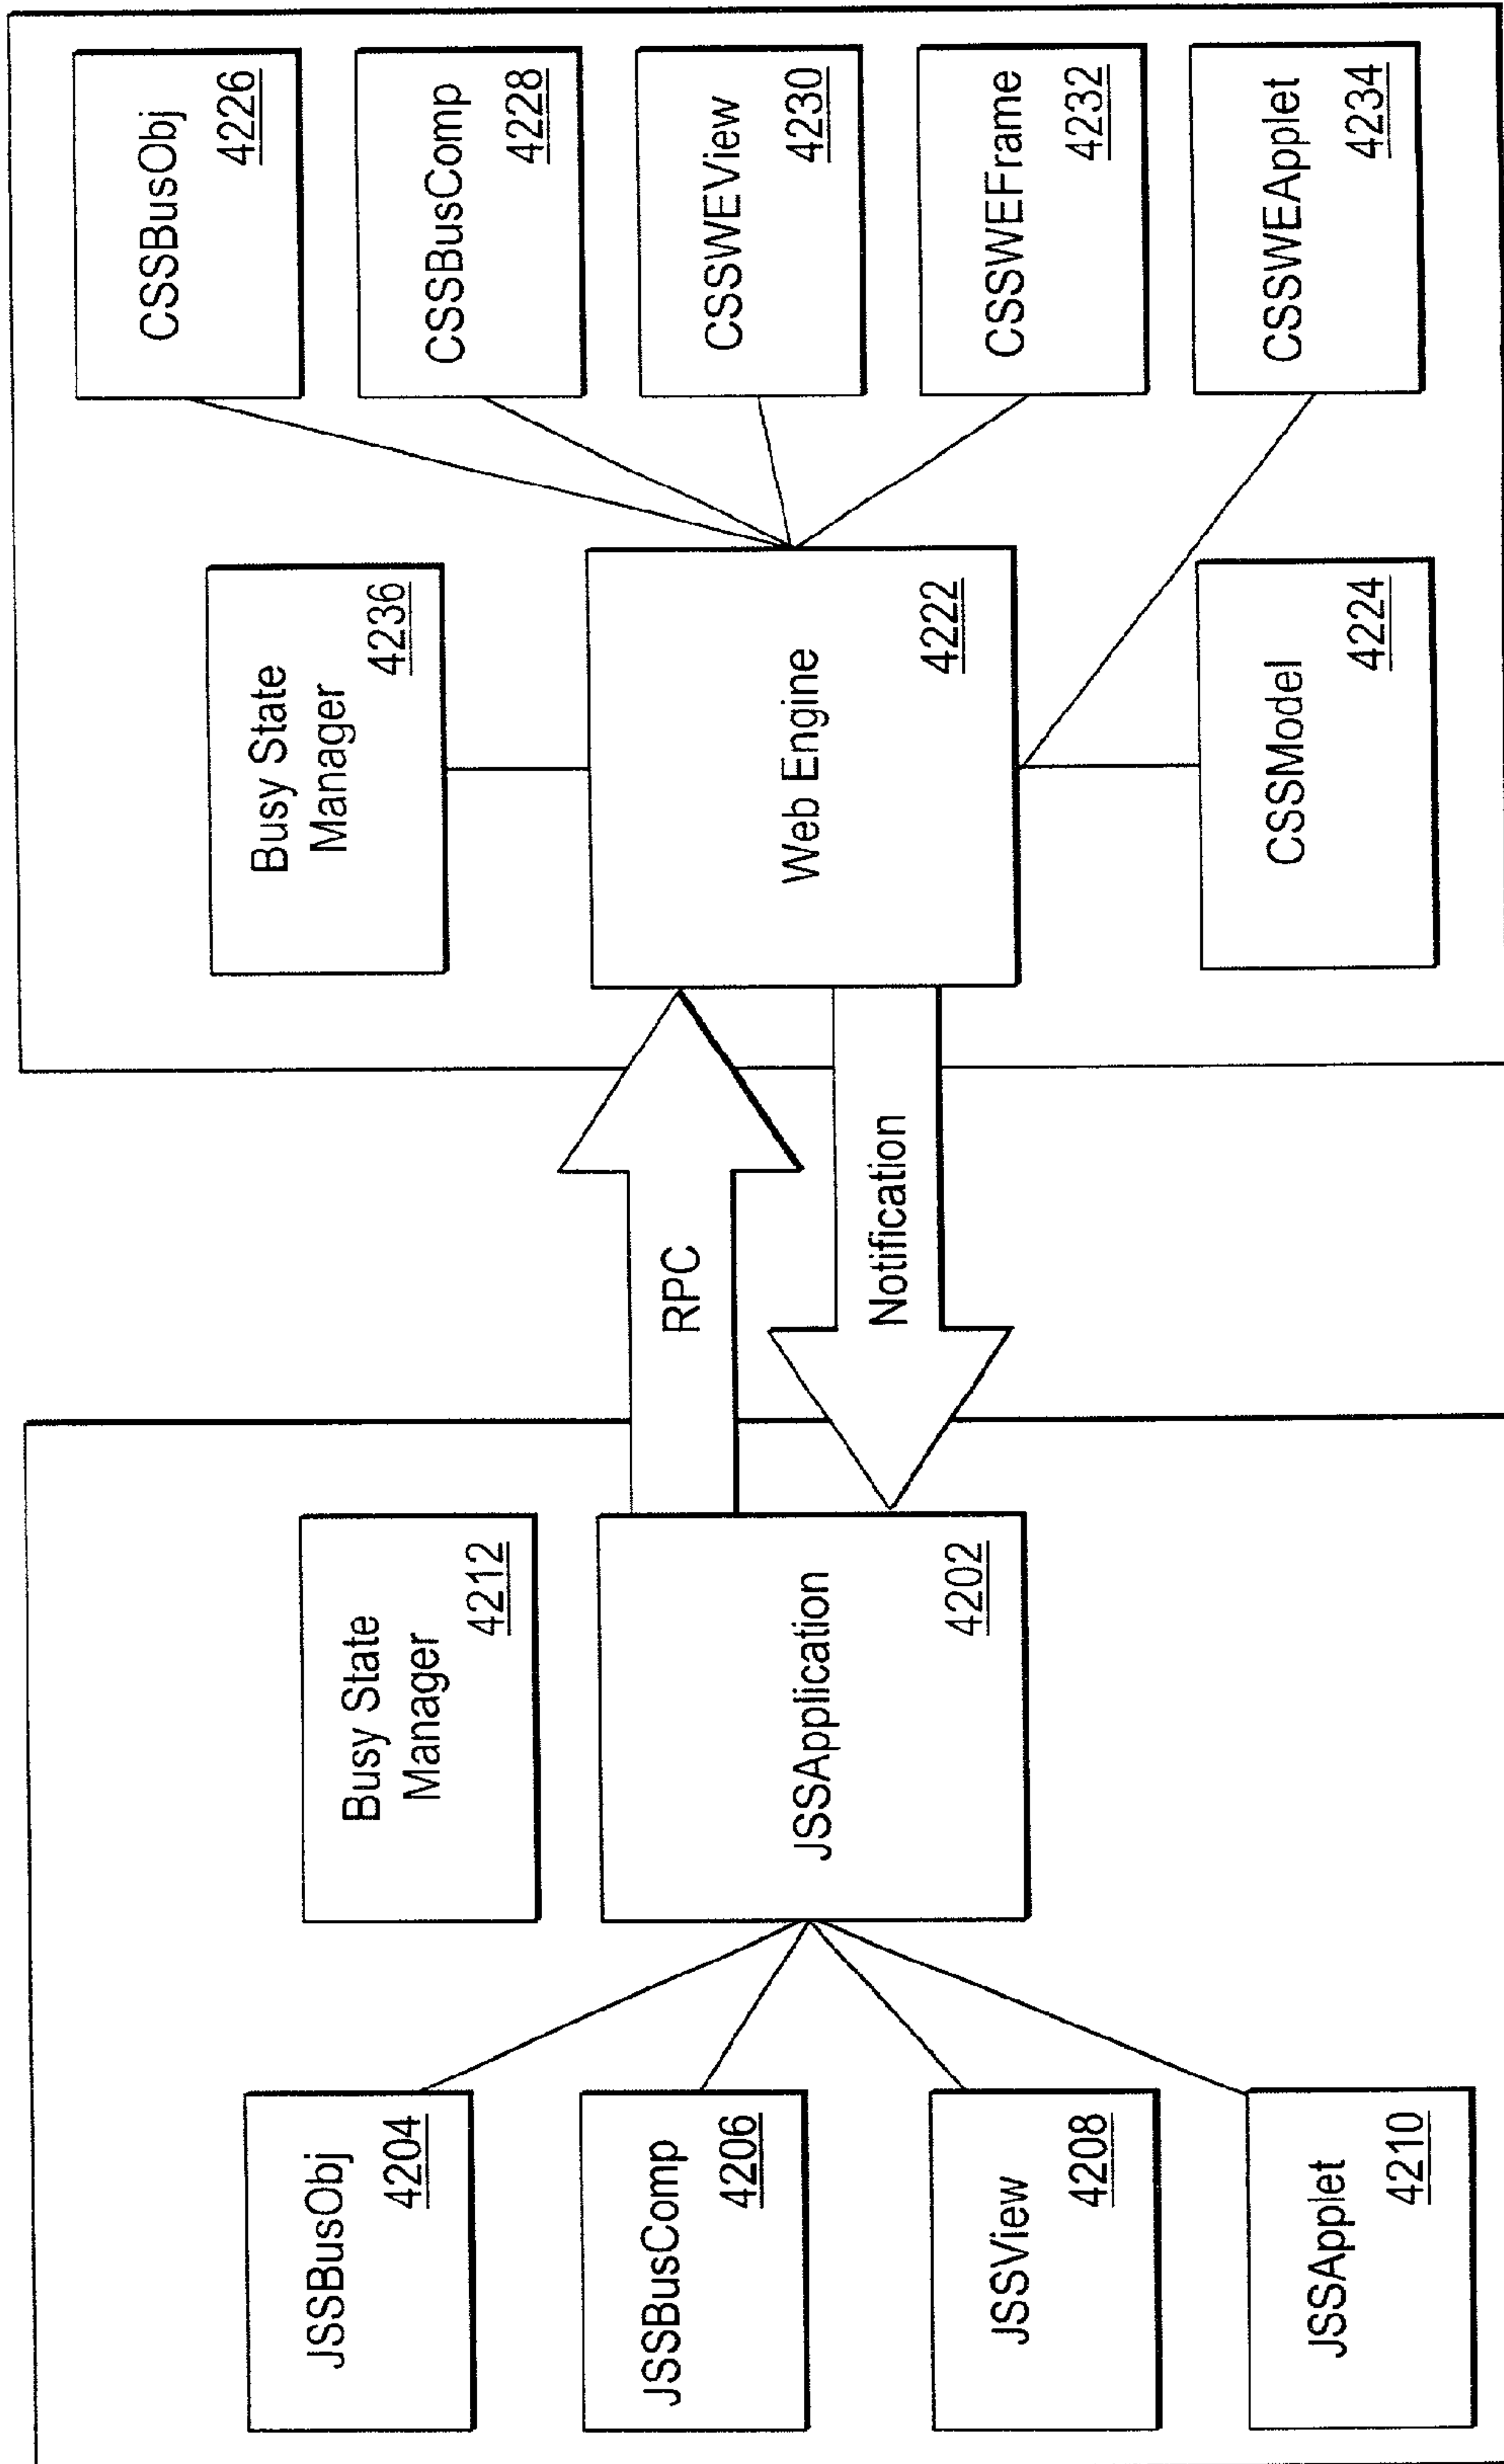 JSSBusObj
4204
JSSBusComp
4206
JSSView
4208
JSSApplet
4210
Busy State
Manager
4212
JSSApplication
4202
RPC
Notification
Busy State
Manager
4236
Web Engine
4222
CSSModel
4224
CSSBusObj
4226
CSSBusComp
4228
CSSWEView
4230
CSSWEFrame
4232
CSSWEApplet
4234